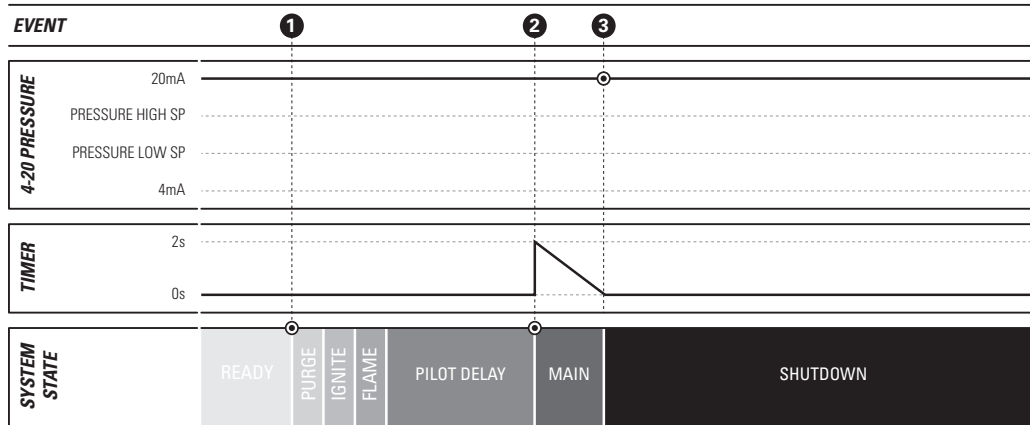 EVENT
1
2
3
4-20 PRESSURE
20mA
PRESSURE HIGH SP
PRESSURE LOW SP
4mA
TIMER
2s
0s
SYSTEM
STATE
READY
PURGE
IGNITE
FLAME
PILOT DELAY
MAIN
SHUTDOWN